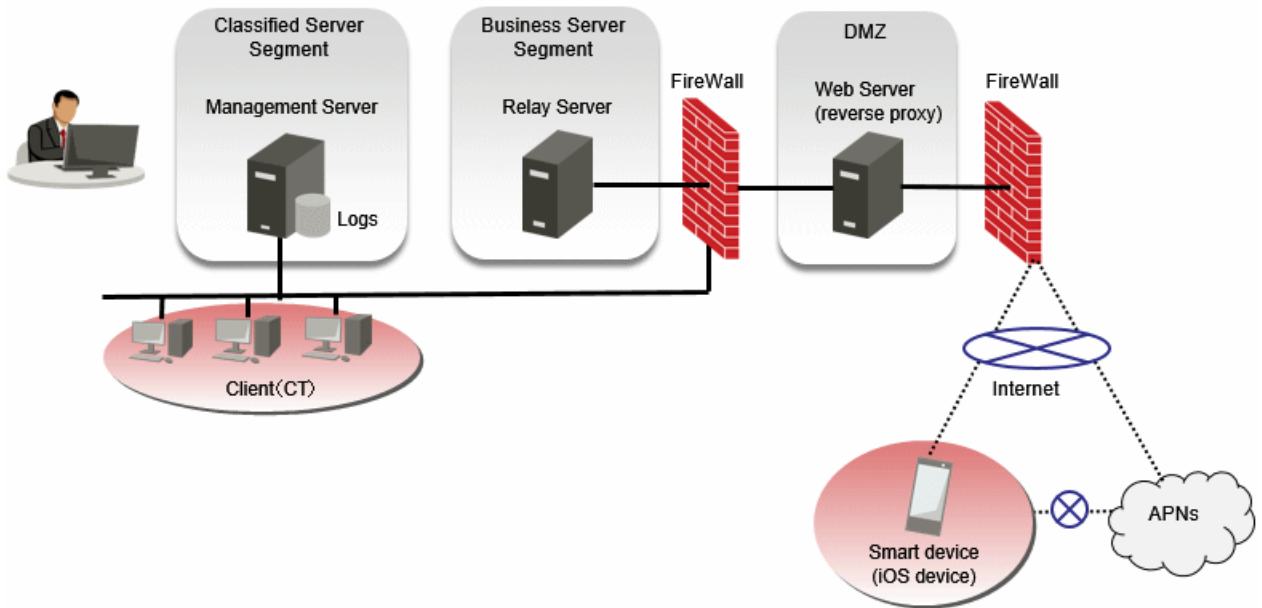 Classified Server
Segment
Management Server
Logs
Business Server
Segment
Relay Server
FireWall
DMZ
Web Server
(reverse proxy)
FireWall
Client(CT)
Internet
Smart device
(iOS device)
APNs